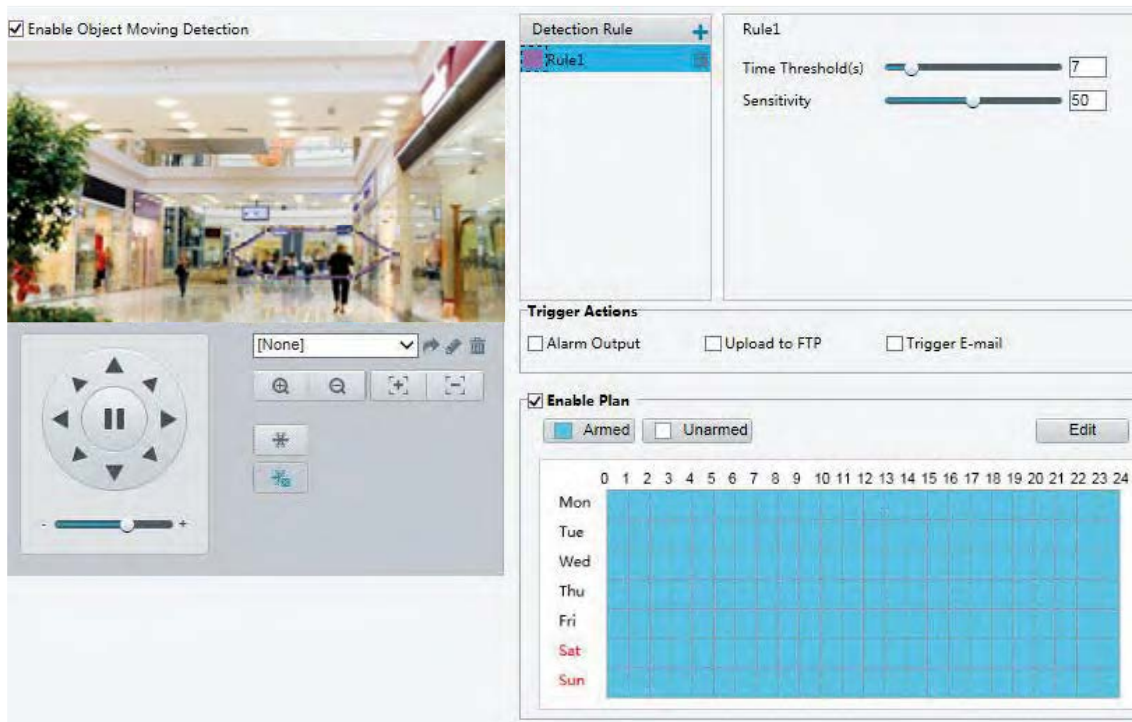 Enable Object Moving Detection
Detection Rule
Rule1
Rule1
Time Threshold(s) 7
Sensitivity 50
Trigger Actions
Alarm Output Upload to FTP Trigger E-mail
[None]
Enable Plan
Armed Unarmed Edit
0 1 2 3 4 5 6 7 8 9 10 11 12 13 14 15 16 17 18 19 20 21 22 23 24
Mon
Tue
Wed
Thu
Fri
Sat
Sun
- +